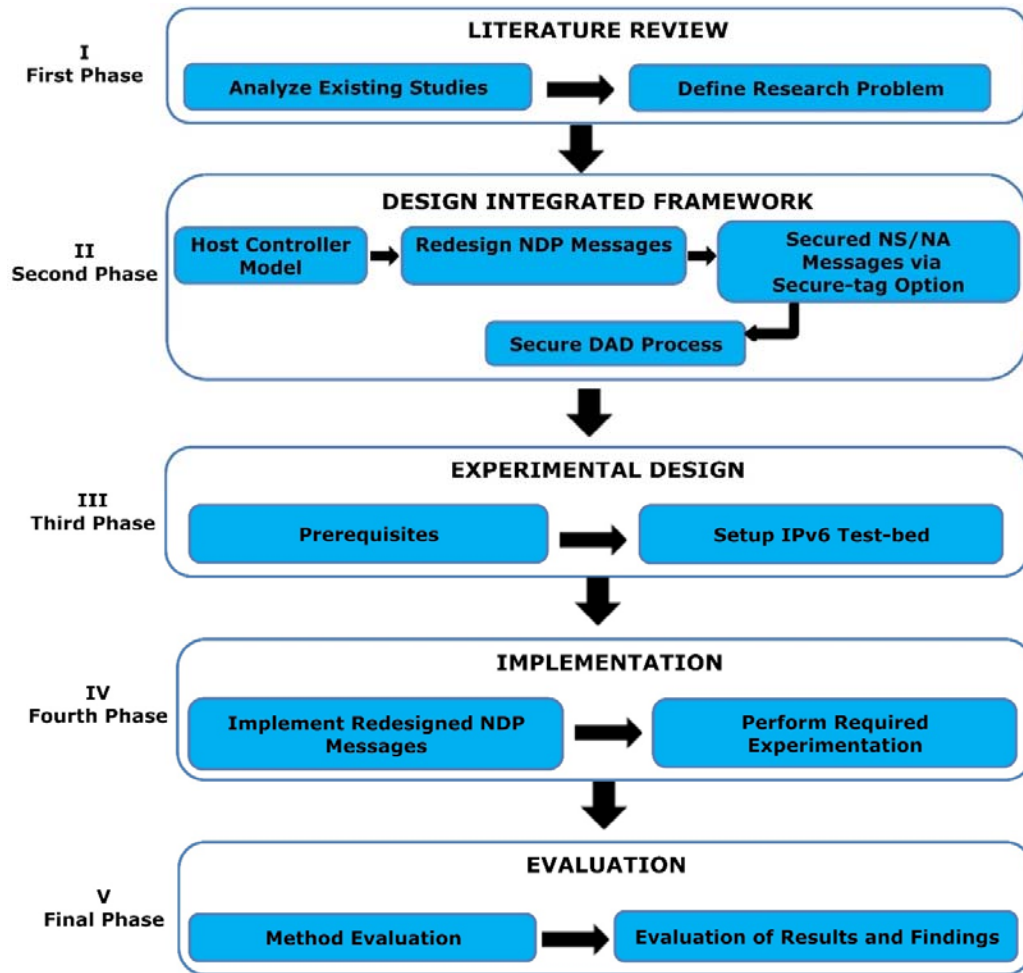 I
First Phase
LITERATURE REVIEW
Analyze Existing Studies
Define Research Problem
II
Second Phase
DESIGN INTEGRATED FRAMEWORK
Host Controller
Model
Redesign NDP Messages
Secured NS/NA
Messages via
Secure-tag Option
Secure DAD Process
III
Third Phase
EXPERIMENTAL DESIGN
Prerequisites
Setup IPv6 Test-bed
IV
Fourth Phase
IMPLEMENTATION
Implement Redesigned NDP
Messages
Perform Required
Experimentation
V
Final Phase
EVALUATION
Method Evaluation
Evaluation of Results and Findings